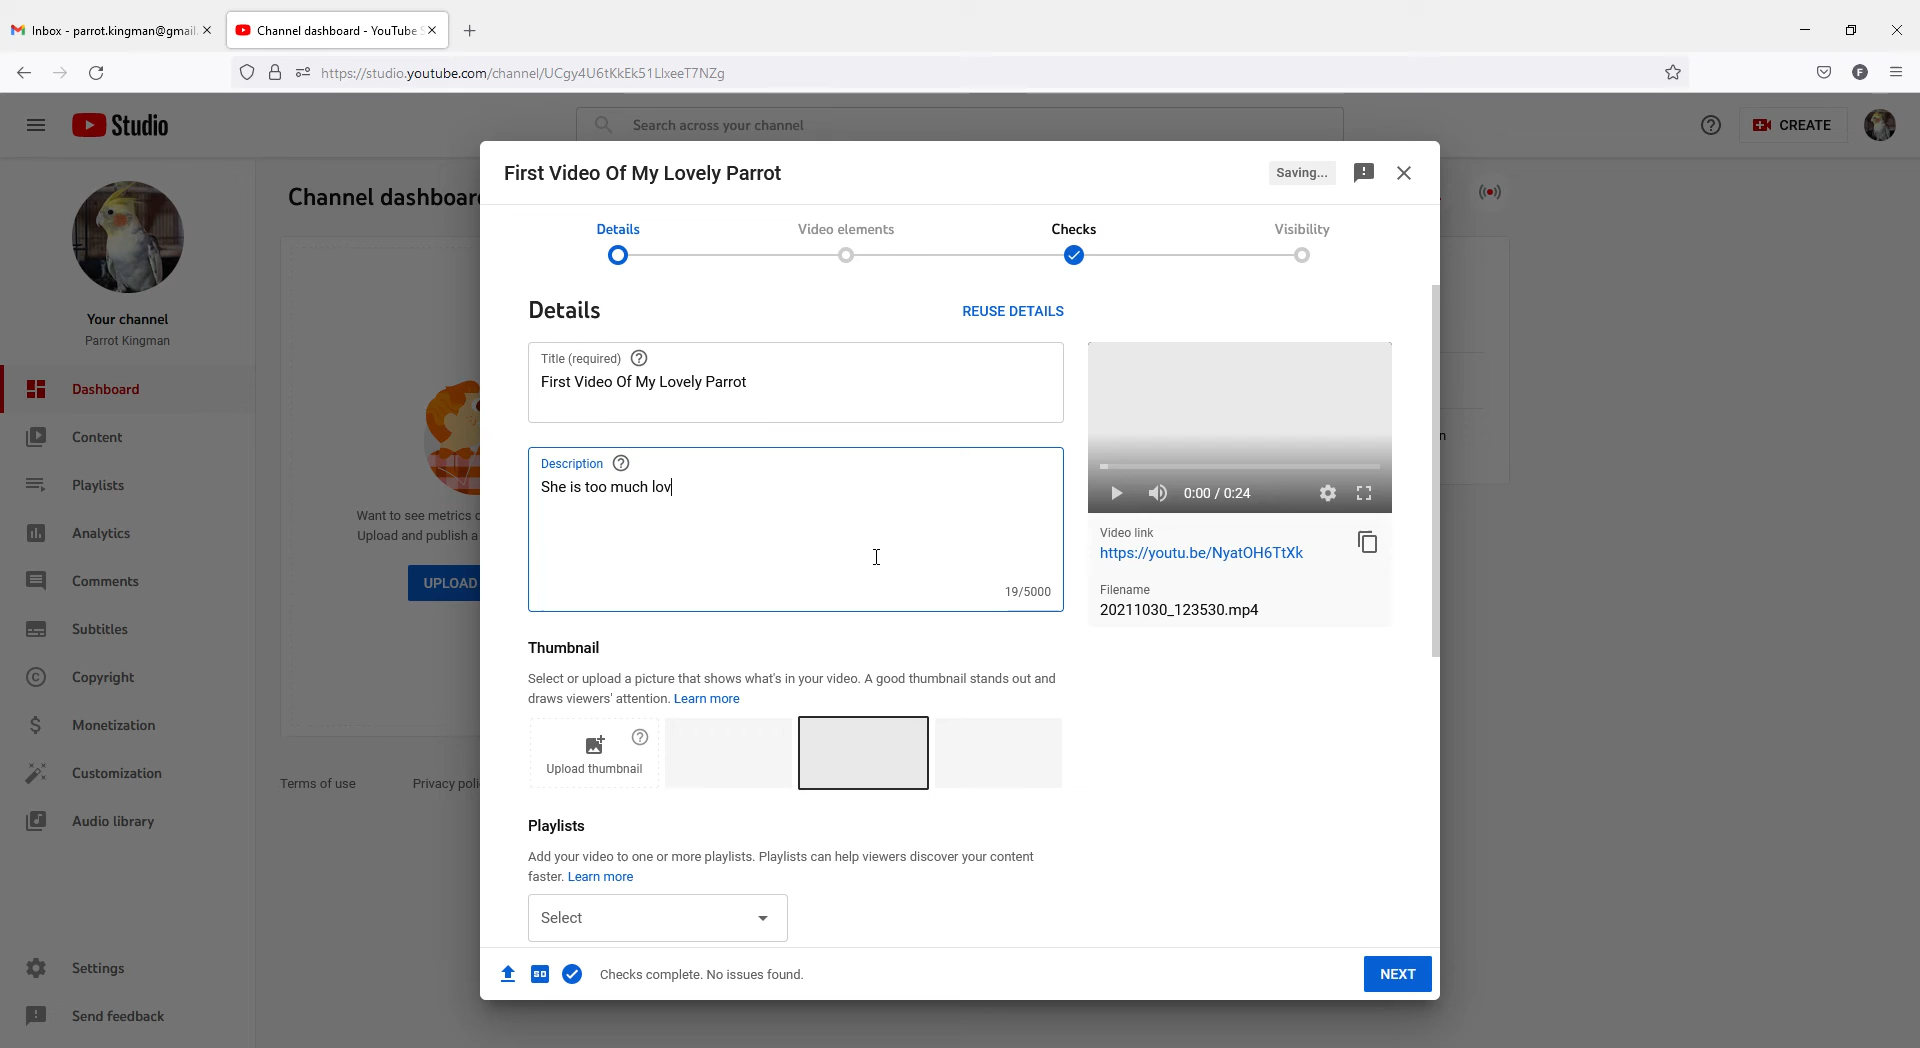 Inbox - parrot.kingman@gmail.
Channel dashboard - YouTube S
https://studio.youtube.com/channel/UCgy4U6tKkEk51LlxeeT7NZg
F
Studio
Search across your channel
CREATE
Channel dashboar
Your channel
Parrot Kingman
Dashboard
Content
Playlists
Analytics
Comments
Subtitles
Copyright
Monetization
Customization
Audio library
Settings
Send feedback
Want to see metrics o
Upload and publish a
UPLOAD
Terms of use
Privacy poli
First Video Of My Lovely Parrot
Saving...
Details
Video elements
Checks
Visibility
Details
REUSE DETAILS
Title (required)
First Video Of My Lovely Parrot
Description
She is too much lov
19/5000
0:00 / 0:24
Video link
https://youtu.be/NyatOH6TtXk
Filename
20211030_123530.mp4
Thumbnail
Select or upload a picture that shows what's in your video. A good thumbnail stands out and
draws viewers' attention. Learn more
Upload thumbnail
Playlists
Add your video to one or more playlists. Playlists can help viewers discover your content
faster. Learn more
Select
SD
Checks complete. No issues found.
NEXT
n